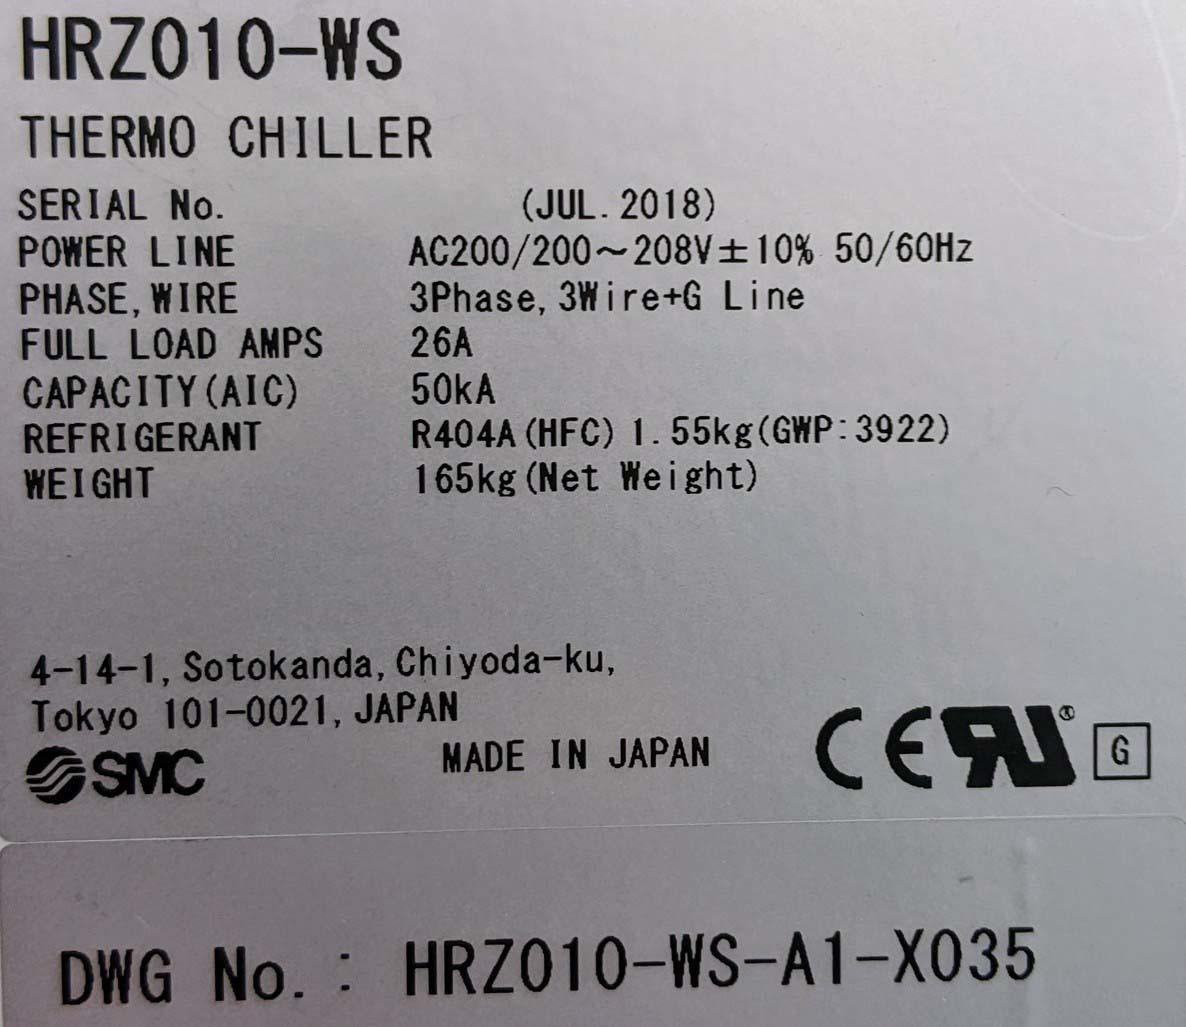 HRZ010-WS
THERMO CHILLER
SERIAL No. (JUL. 2018)
POWER LINE AC200/200～208V±10% 50/60Hz
PHASE, WIRE 3Phase, 3Wire+G Line
FULL LOAD AMPS 26A
CAPACITY(AIC) 50kA
REFRIGERANT R404A(HFC) 1.55kg(GWP:3922)
WEIGHT 165kg(Net Weight)
4-14-1, Sotokanda, Chiyoda-ku,
Tokyo 101-0021, JAPAN
SMC MADE IN JAPAN CE RU® G
DWG No.: HRZ010-WS-A1-X035